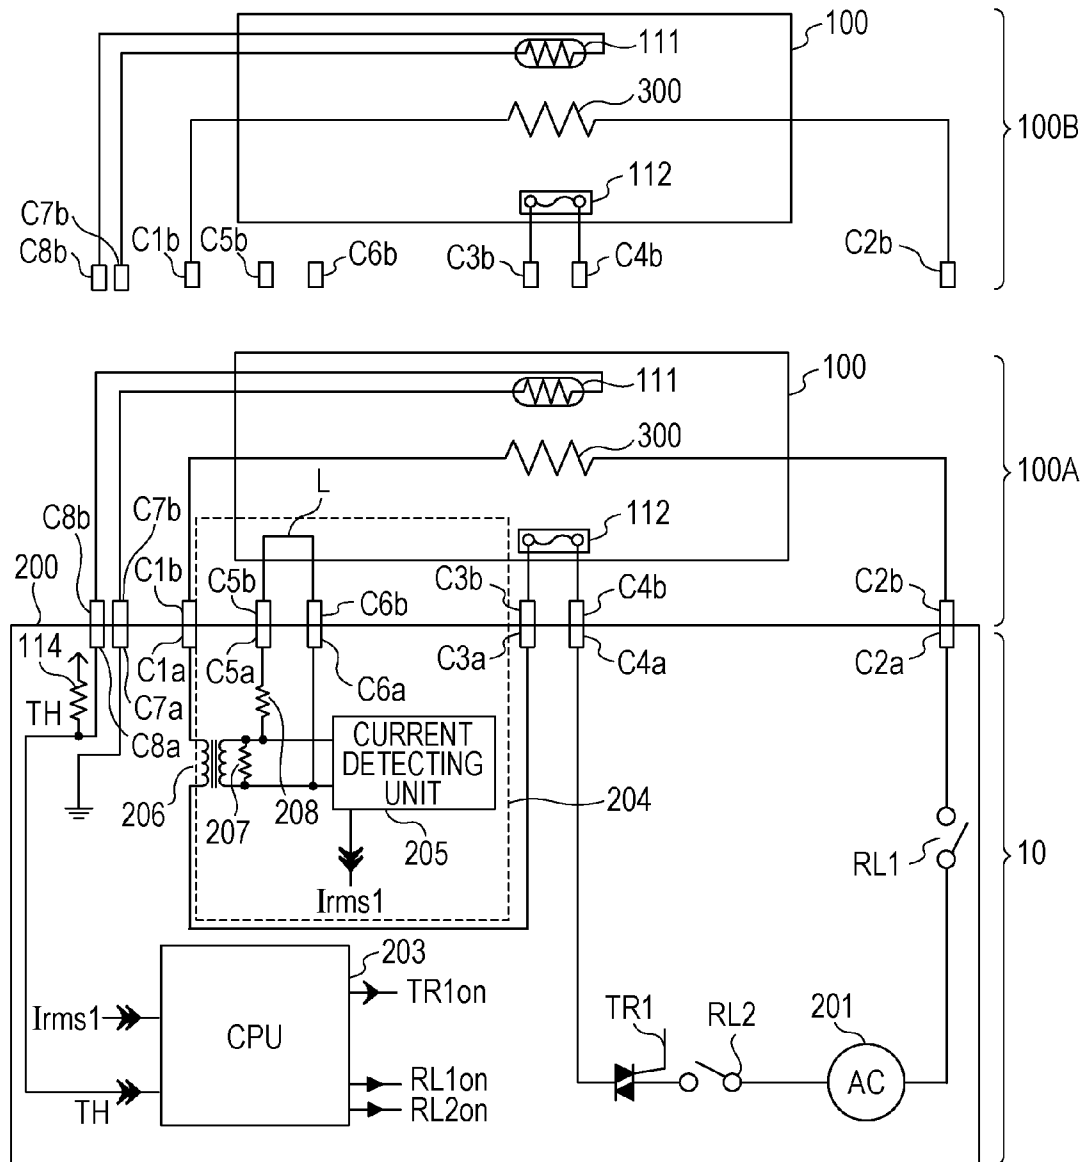 100
111
300
100B
112
C7b
C8b
C1b
C5b
C6b
C3b
C4b
C2b
100
111
300
100A
L
112
C8b
C7b
200
C1b
C5b
C6b
C3b
C4b
C2b
114
C1a
C5a
C6a
C3a
C4a
C2a
TH
C7a
C8a
CURRENT
DETECTING
UNIT
206
207
208
205
204
RL1
10
Irms1
203
TR1on
Irms1
CPU
TR1
RL2
201
AC
RL1on
TH
RL2on